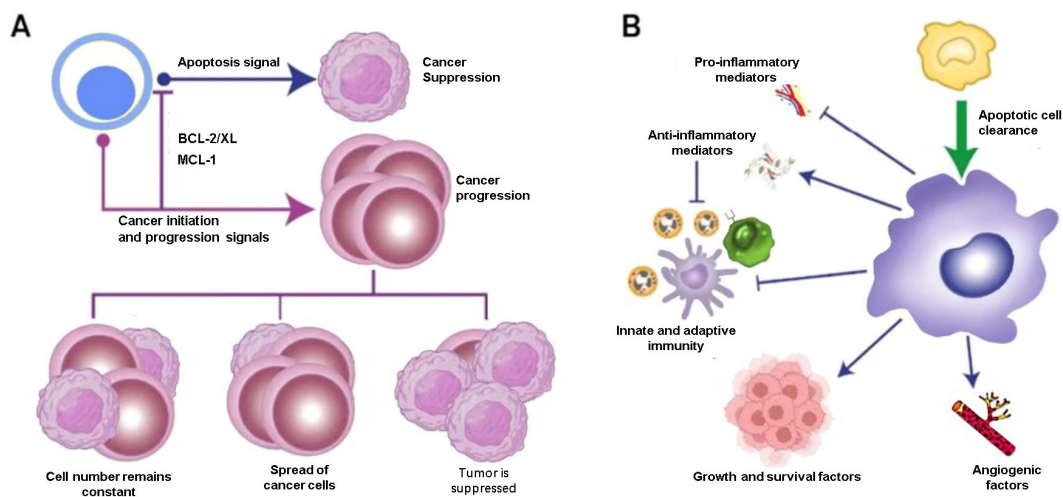 A
Apoptosis signal
Cancer
Suppression
BCL-2/XL
MCL-1
Cancer
progression
Cancer initiation
and progression signals
Cell number remains
constant
Spread of
cancer cells
Tumor is
suppressed
B
Pro-inflammatory
mediators
Apoptotic cell
clearance
Anti-inflammatory
mediators
Innate and adaptive
immunity
Growth and survival factors
Angiogenic
factors